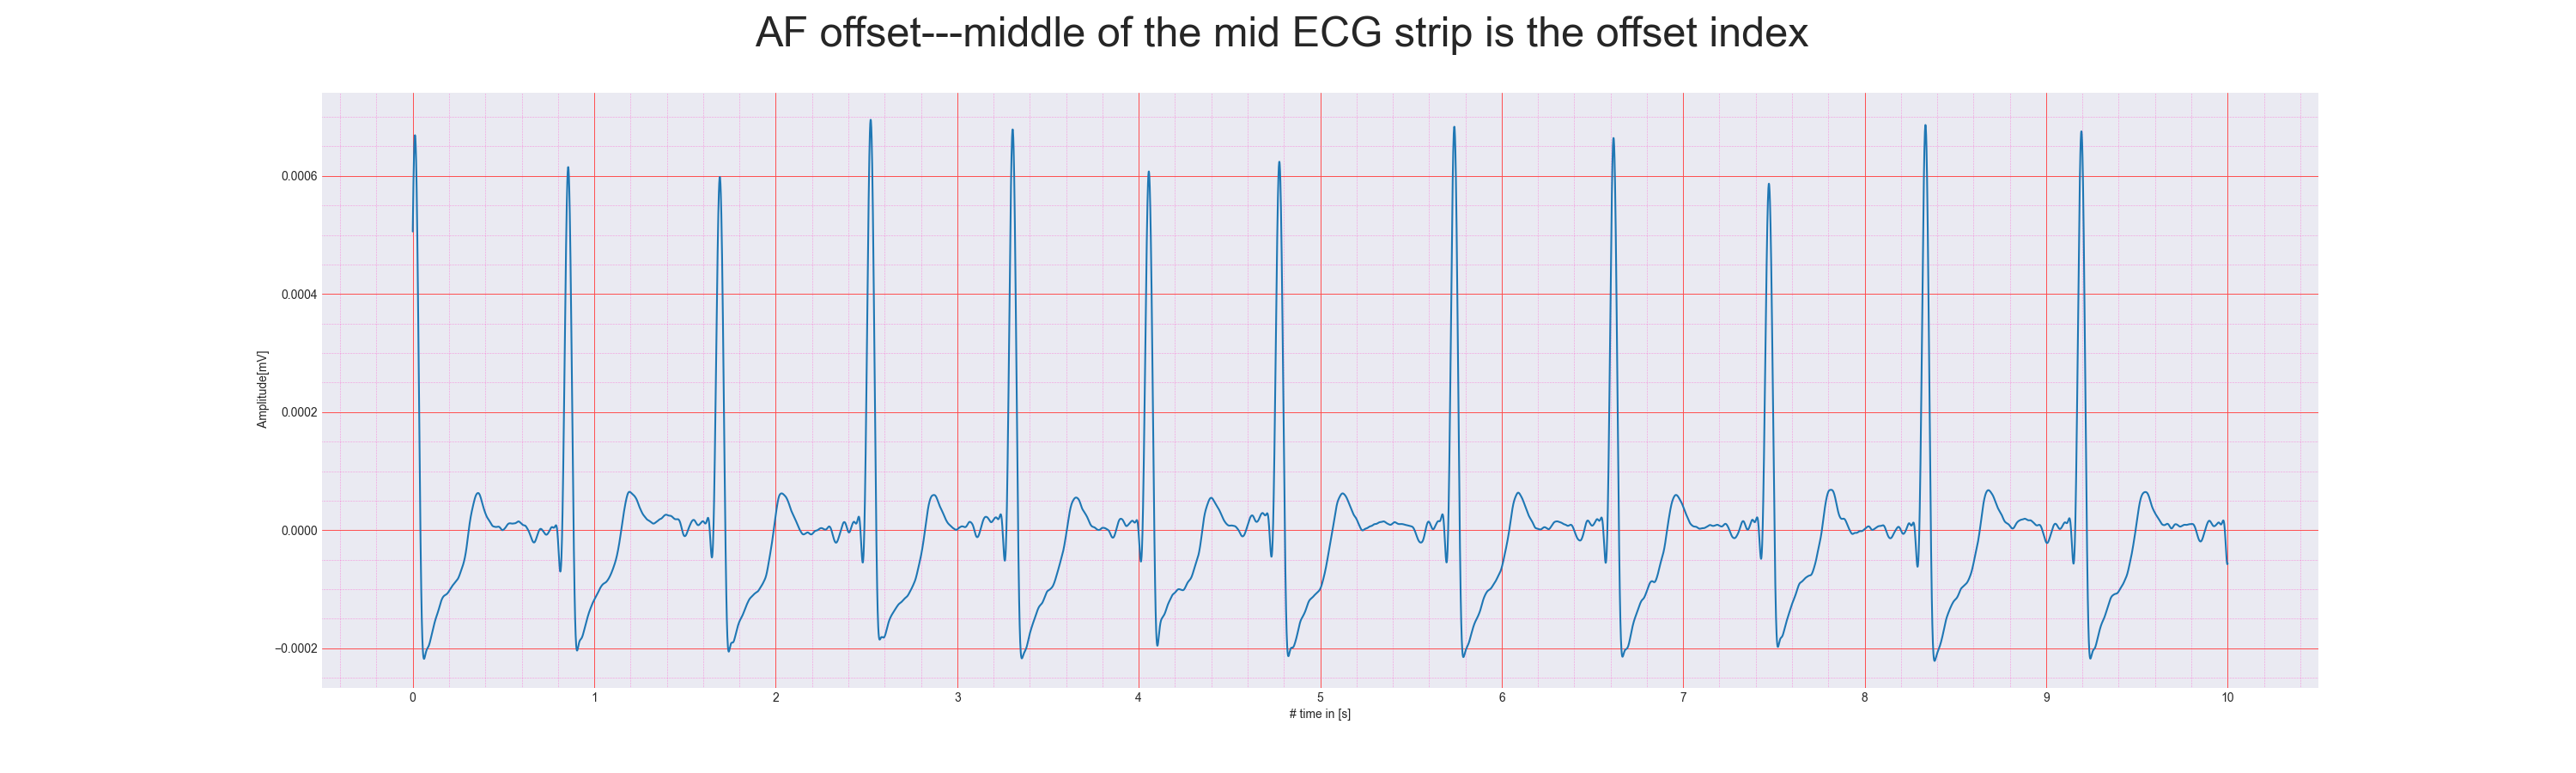 AF offset---middle of the mid ECG strip is the offset index
0.0006
0.0004
0.0002
0.0000
−0.0002
Amplitude[mV]
0 1 2 3 4 5 6 7 8 9 10
# time in [s]